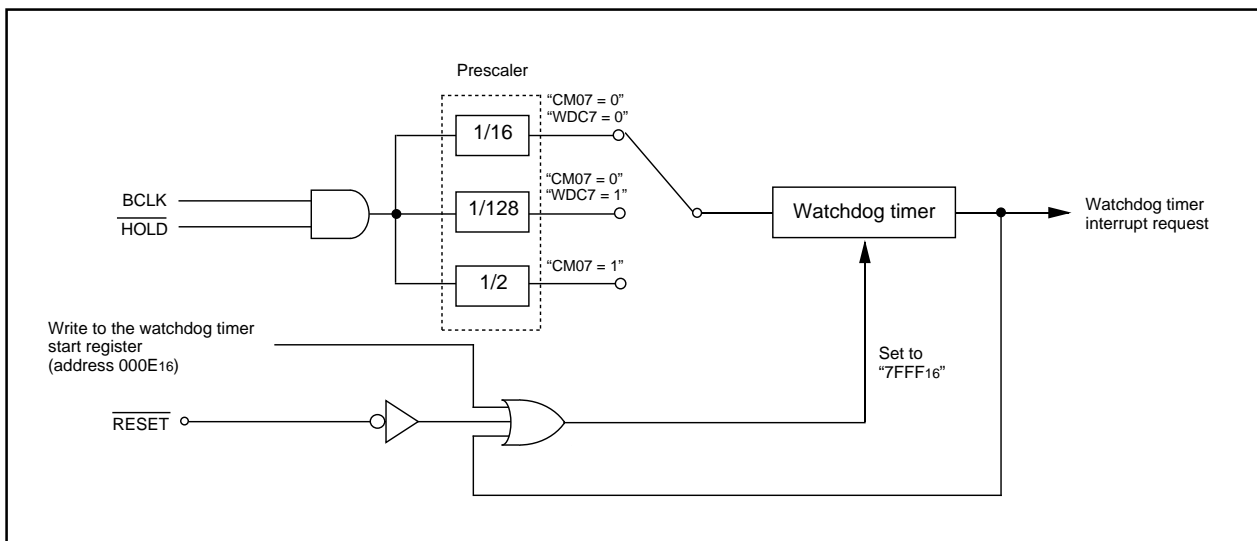 Prescaler
“CM07 = 0”
“WDC7 = 0”
1/16
“CM07 = 0”
“WDC7 = 1”
BCLK
HOLD
1/128
Watchdog timer
Watchdog timer
interrupt request
“CM07 = 1”
1/2
Write to the watchdog timer
start register
(address 000E16)
Set to
“7FFF16”
RESET